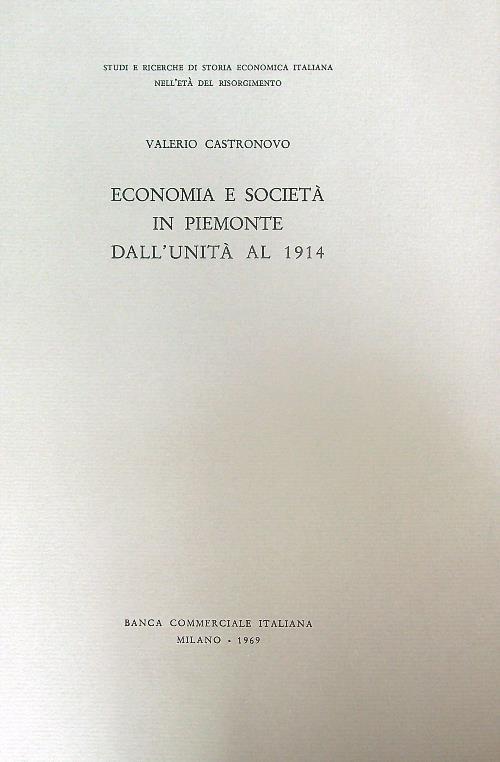 STUDI E RICERCHE DI STORIA ECONOMICA ITALIANA
NELL'ETÀ DEL RISORGIMENTO
VALERIO CASTRONOVO
ECONOMIA E SOCIETÀ
IN PIEMONTE
DALL'UNITÀ AL 1914
BANCA COMMERCIALE ITALIANA
MILANO - 1969